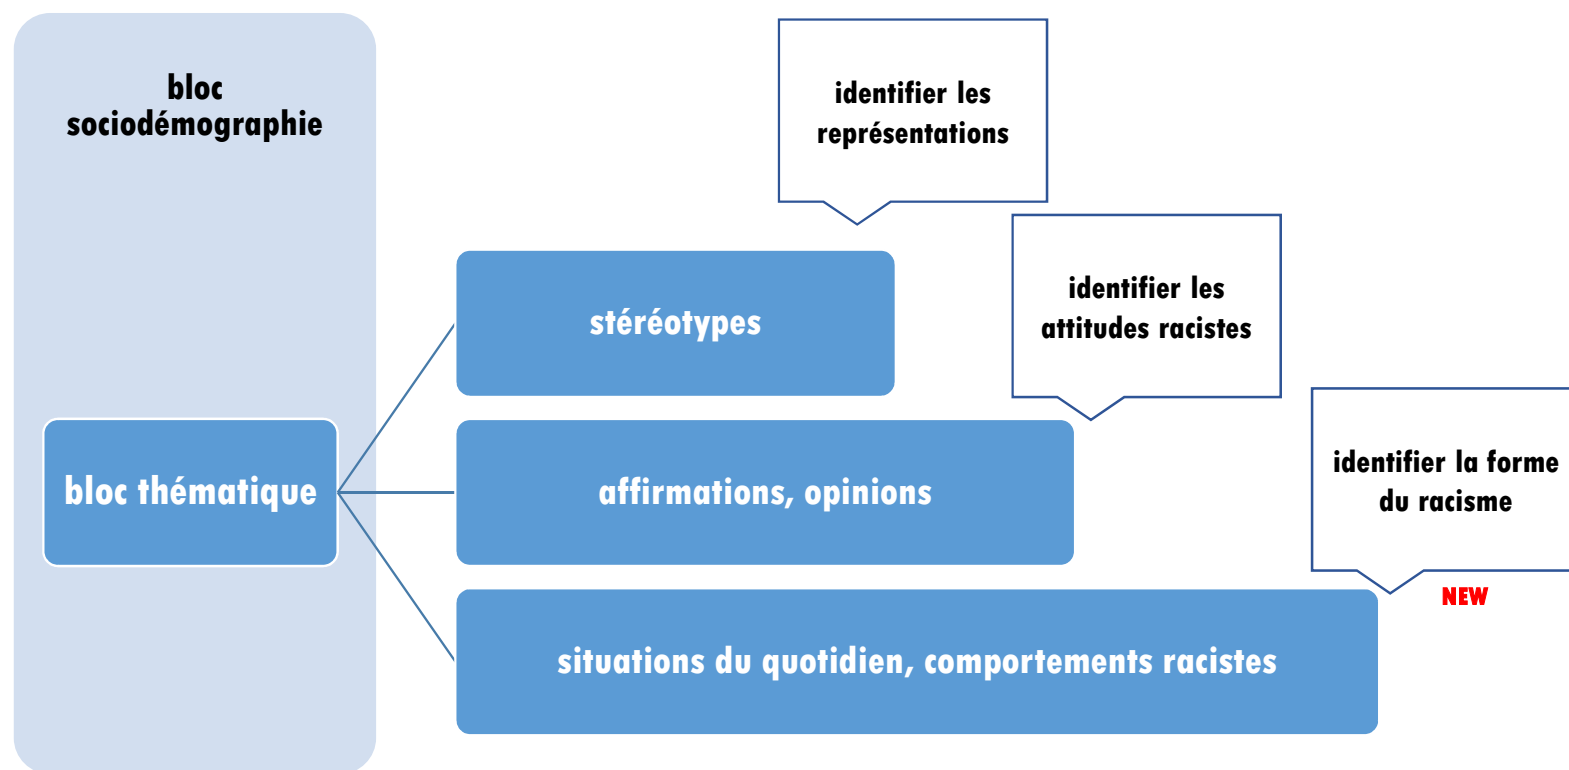 bloc
sociodémographie
identifier les
représentations
identifier les
attitudes racistes
stéréotypes
identifier la forme
du racisme
NEW
bloc thématique
affirmations, opinions
situations du quotidien, comportements racistes